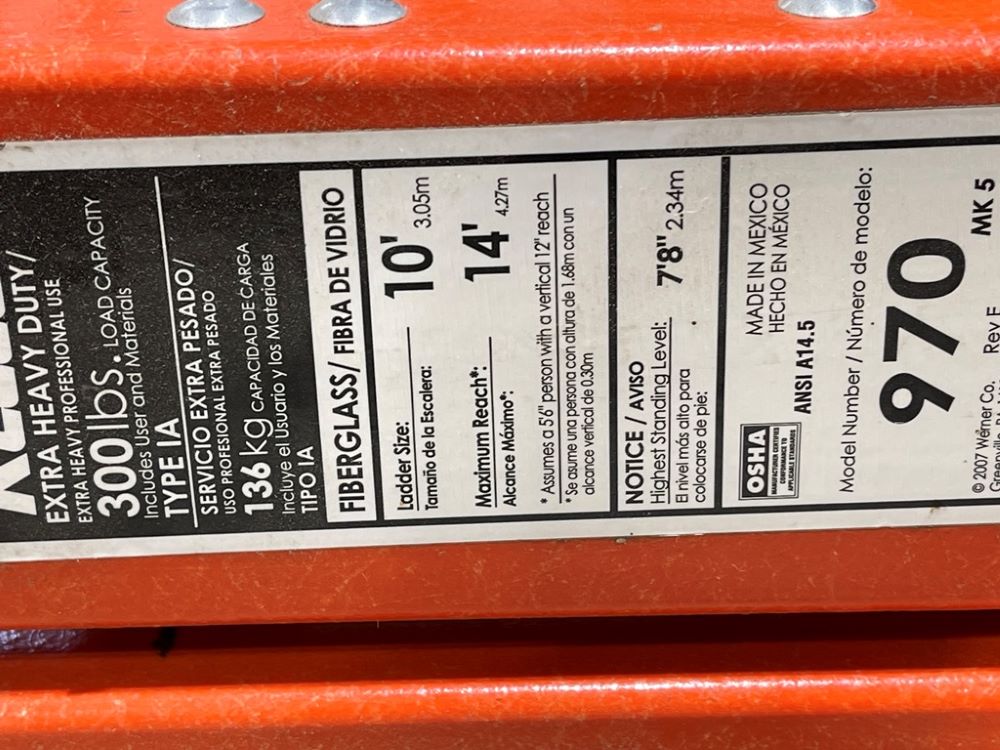 EXTRA HEAVY DUTY/
EXTRA HEAVY PROFESSIONAL USE
300 lbs. LOAD CAPACITY
Includes User and Materials
TYPE IA
SERVICIO EXTRA PESADO/
USO PROFESIONAL EXTRA PESADO
136 kg CAPACIDAD DE CARGA
Incluye el Usuario y los Materiales
TIPO IA
FIBERGLASS/ FIBRA DE VIDRIO
Ladder Size: 10' 3.05m
Tamaño de la Escalera:
Maximum Reach*: 14' 4.27m
Alcance Máximo*:
* Assumes a 5'6" person with a vertical 12" reach
* Se asume una persona con altura de 1.68m con un
alcance vertical de 0.30m
NOTICE / AVISO
Highest Standing Level: 7'8" 2.34m
El nivel más alto para
colocarse de pie:
OSHA
MANUFACTURER CERTIFIES
CONFORMANCE TO
APPLICABLE STANDARDS
MADE IN MEXICO
HECHO EN MÉXICO
ANSI A14.5
Model Number / Número de modelo:
970
MK 5
© 2007 Werner Co. Rev